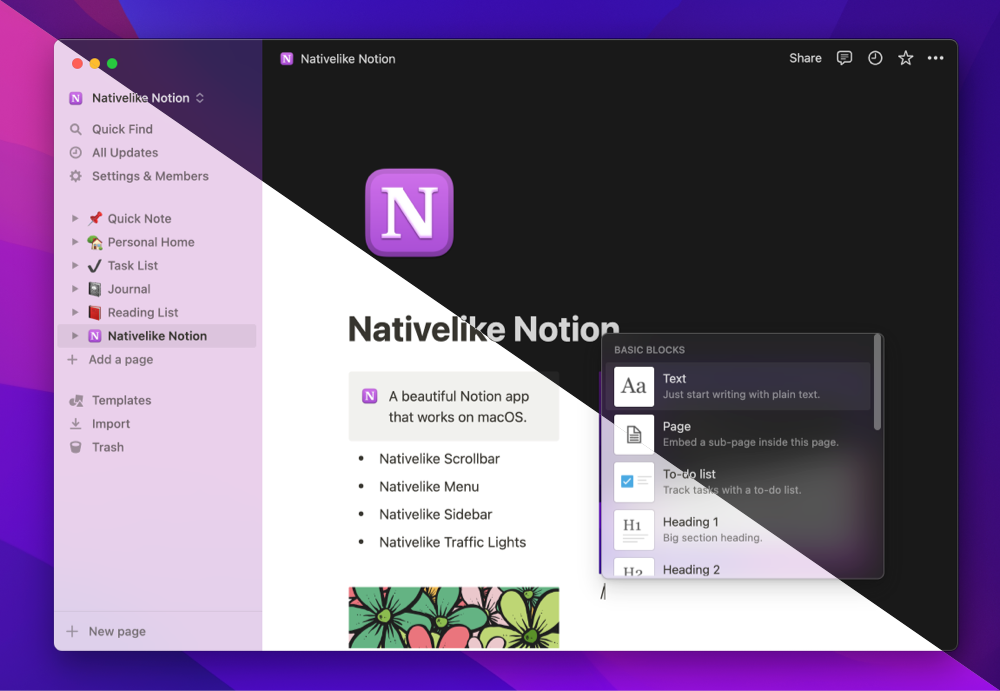 N Nativelike Notion
Share
N Nativelike Notion
Quick Find
All Updates
Settings & Members
Quick Note
Personal Home
Task List
Journal
Reading List
N Nativelike Notion
Add a page
Templates
Import
Trash
New page
N
Nativelike Notion
N A beautiful Notion app
that works on macOS.
• Nativelike Scrollbar
• Nativelike Menu
• Nativelike Sidebar
• Nativelike Traffic Lights
BASIC BLOCKS
Aa
Text
Just start writing with plain text.
Page
Embed a sub-page inside this page.
To-do list
Track tasks with a to-do list.
H1
Heading 1
Big section heading.
H2
Heading 2
/